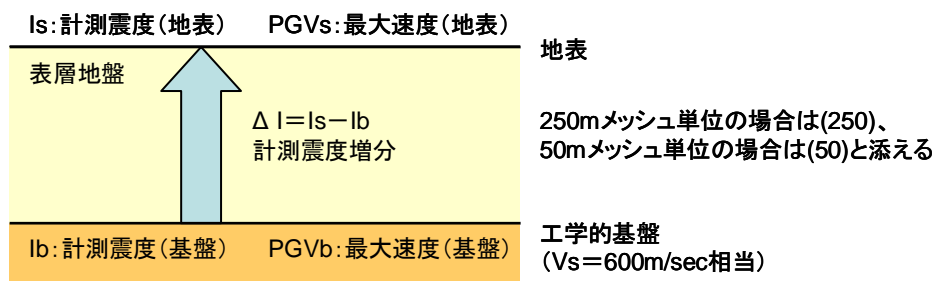 Is:計測震度(地表) PGVs:最大速度(地表)
地表
表層地盤
Δ I=Is-Ib
計測震度増分
250mメッシュ単位の場合は(250)、
50mメッシュ単位の場合は(50)と添える
Ib:計測震度(基盤) PGVb:最大速度(基盤)
工学的基盤
(Vs=600m/sec相当)